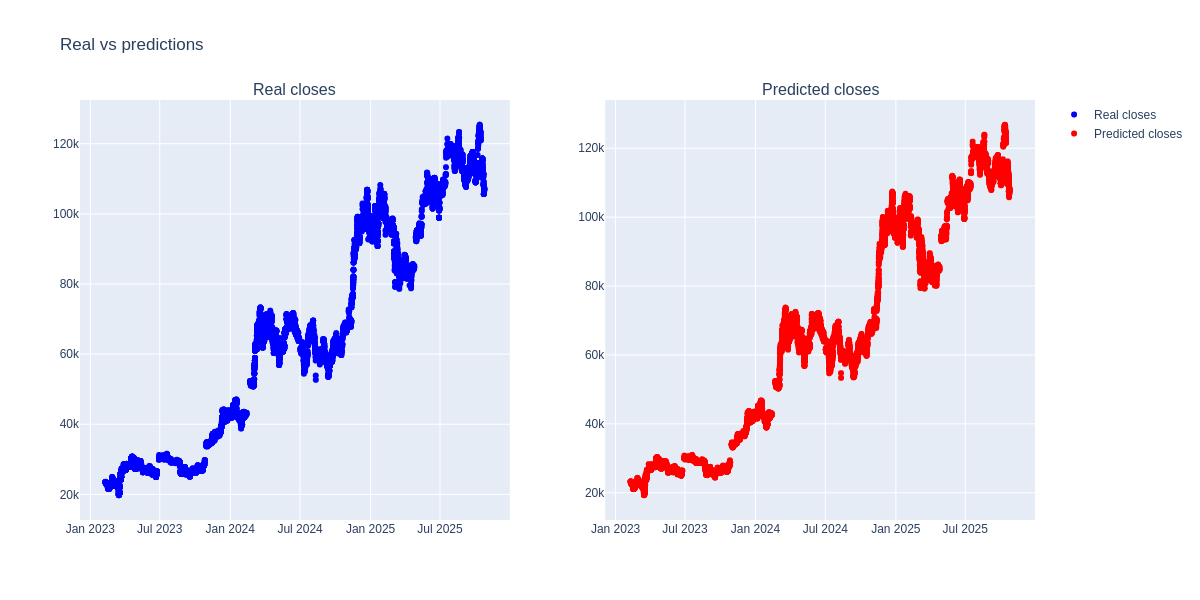 Real vs predictions
Real closes
Predicted closes
120k
100k
80k
60k
40k
20k
Jan 2023
Jul 2023
Jan 2024
Jul 2024
Jan 2025
Jul 2025
120k
100k
80k
60k
40k
20k
Jan 2023
Jul 2023
Jan 2024
Jul 2024
Jan 2025
Jul 2025
Real closes
Predicted closes